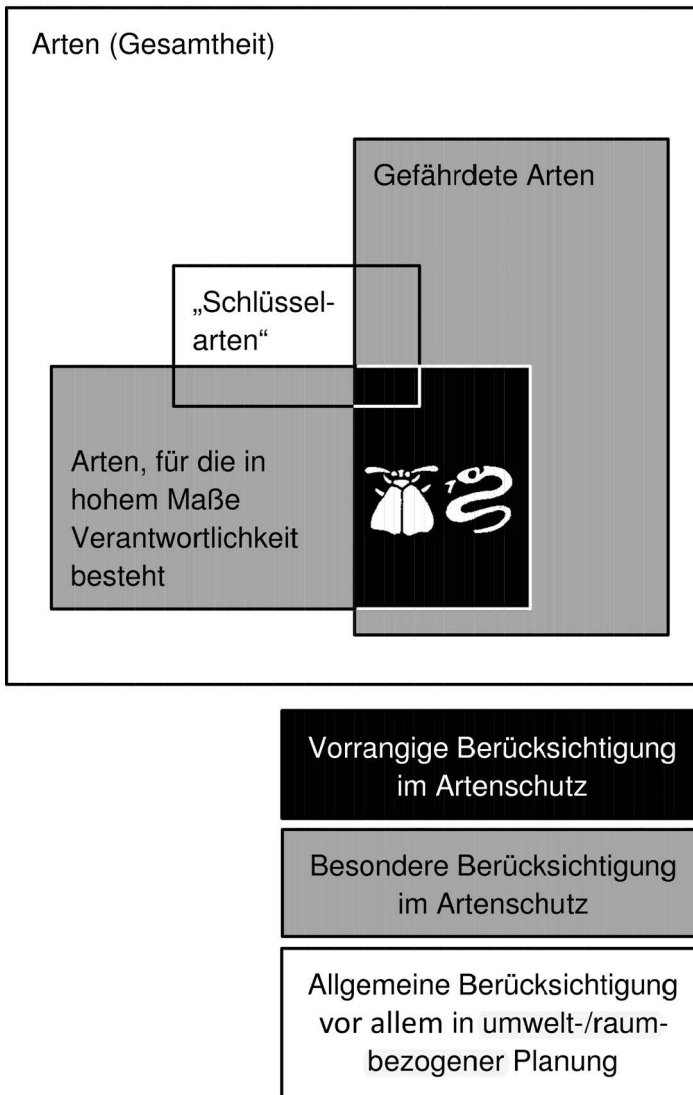 Arten (Gesamtheit)
Gefährdete Arten
„Schlüssel-
arten“
Arten, für die in
hohem Maße
Verantwortlichkeit
besteht
Vorrangige Berücksichtigung
im Artenschutz
Besondere Berücksichtigung
im Artenschutz
Allgemeine Berücksichtigung
vor allem in umwelt-/raum-
bezogener Planung